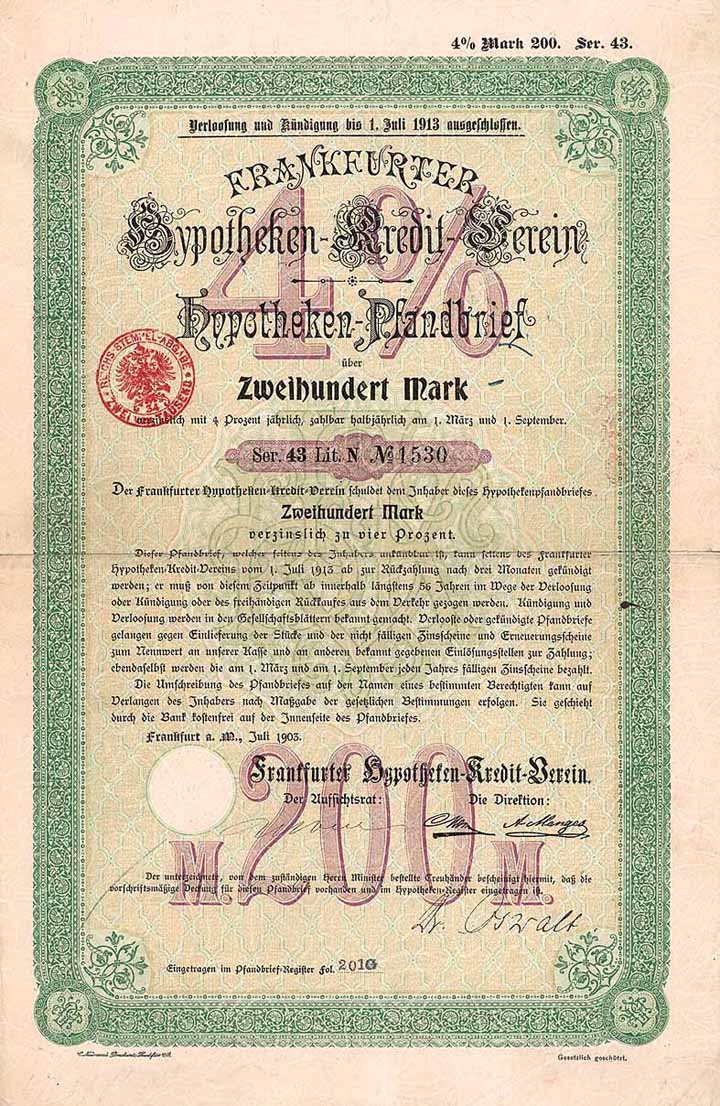 4% Mark 200. Ser. 43.
Verloosung und Kündigung bis 1. Juli 1913 ausgeschlossen.
FRANKFURTER
Hypotheken-Kredit-Verein
4%
Hypotheken-Pfandbrief
über
Zweihundert Mark
REICHS STEMPEL-ABGABE
verzinslich mit 4 Prozent jährlich, zahlbar halbjährlich am 1. März und 1. September.
Ser. 43 Lit. N № 1530
Der Frankfurter Hypotheken-Kredit-Verein schuldet dem Inhaber dieses Hypothekenpfandbriefes
Zweihundert Mark
verzinslich zu vier Prozent.
Dieser Pfandbrief, welcher seitens des Inhabers unkündbar ist, kann seitens des Frankfurter
Hypotheken-Kredit-Vereins vom 1. Juli 1913 ab zur Rückzahlung nach drei Monaten gekündigt
werden; er muß von diesem Zeitpunkt ab innerhalb längstens 56 Jahren im Wege der Verloosung
oder Kündigung oder des freihändigen Rückkaufes aus dem Verkehr gezogen werden. Kündigung und
Verloosung werden in den Gesellschaftsblättern bekannt gemacht. Verlooste oder gekündigte Pfandbriefe
gelangen gegen Einlieferung der Stücke und der nicht fälligen Zinsscheine und Erneuerungsscheine
zum Nennwert an unserer Kasse und an anderen bekannt gegebenen Einlösungsstellen zur Zahlung;
ebendaselbst werden die am 1. März und am 1. September jeden Jahres fälligen Zinsscheine bezahlt.
Die Umschreibung des Pfandbriefes auf den Namen eines bestimmten Berechtigten kann auf
Verlangen des Inhabers nach Maßgabe der gesetzlichen Bestimmungen erfolgen. Sie geschieht
durch die Bank kostenfrei auf der Innenseite des Pfandbriefes.
Frankfurt a. M., Juli 1903.
Frankfurter Hypotheken-Kredit-Verein.
Der Aufsichtsrat: Die Direktion:
A. Menges
M. 200 M.
Der unterzeichnete, von dem zuständigen Herrn Minister bestellte Treuhänder bescheinigt hiermit, daß die
vorschriftsmäßige Deckung für diesen Pfandbrief vorhanden und im Hypotheken-Register eingetragen ist.
Dr. Oswalt
Eingetragen im Pfandbrief-Register Fol. 2016
Gesetzlich geschützt.